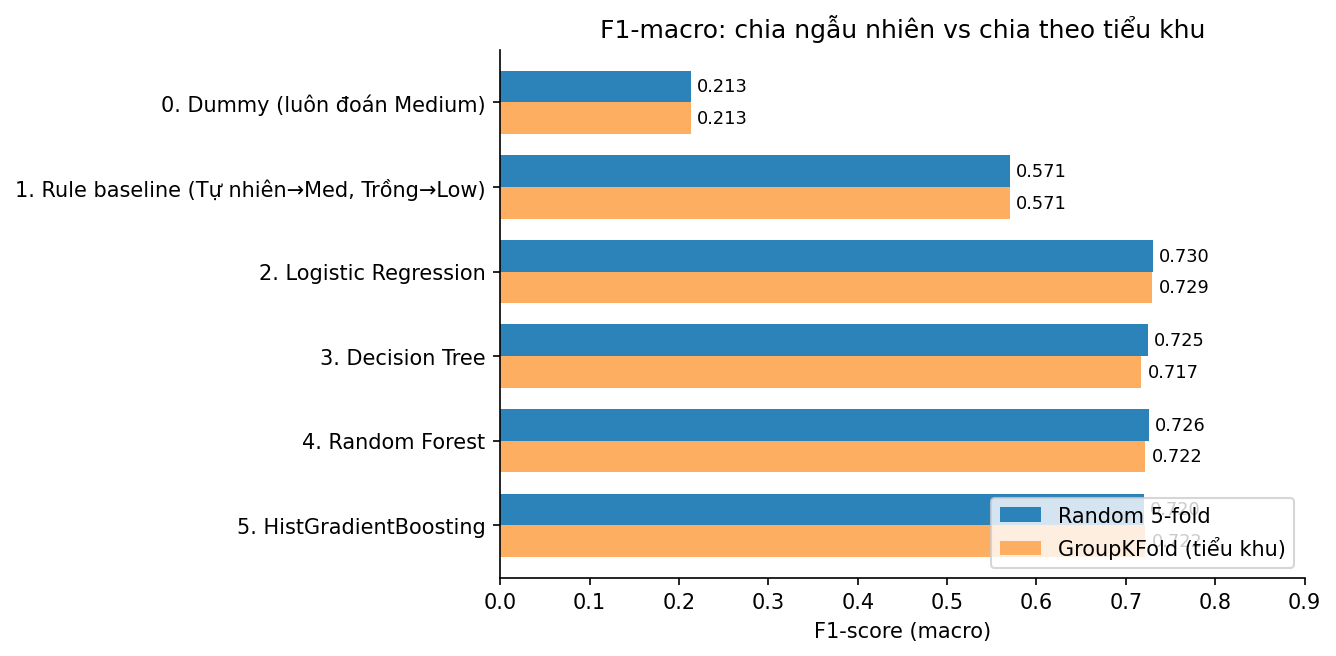 F1-macro: chia ngẫu nhiên vs chia theo tiểu khu
0. Dummy (luôn đoán Medium)
0.213
0.213
1. Rule baseline (Tự nhiên→Med, Trồng→Low)
0.571
0.571
2. Logistic Regression
0.730
0.729
3. Decision Tree
0.725
0.717
4. Random Forest
0.726
0.722
5. HistGradientBoosting
0.720
Random 5-fold
GroupKFold (tiểu khu)
0.0 0.1 0.2 0.3 0.4 0.5 0.6 0.7 0.8 0.9
F1-score (macro)